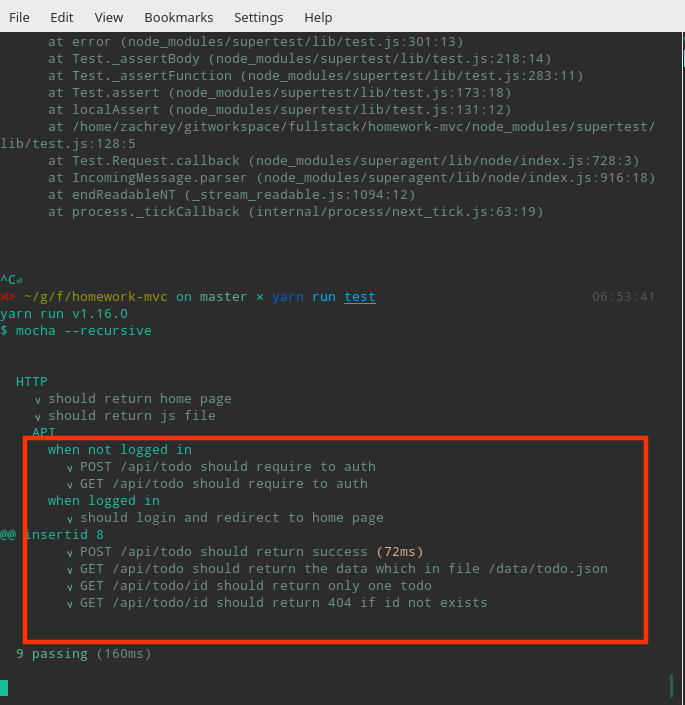 File Edit View Bookmarks Settings Help
at error (node_modules/supertest/lib/test.js:301:13)
at Test._assertBody (node_modules/supertest/lib/test.js:218:14)
at Test._assertFunction (node_modules/supertest/lib/test.js:283:11)
at Test.assert (node_modules/supertest/lib/test.js:173:18)
at localAssert (node_modules/supertest/lib/test.js:131:12)
at /home/zachrey/gitworkspace/fullstack/homework-mvc/node_modules/supertest/
lib/test.js:128:5
at Test.Request.callback (node_modules/superagent/lib/node/index.js:728:3)
at IncomingMessage.parser (node_modules/superagent/lib/node/index.js:916:18)
at endReadableNT (_stream_readable.js:1094:12)
at process._tickCallback (internal/process/next_tick.js:63:19)
^C⏎
×> ~/g/f/homework-mvc on master × yarn run test 06:53:41
yarn run v1.16.0
$ mocha --recursive
HTTP
✓ should return home page
✓ should return js file
API
when not logged in
✓ POST /api/todo should require to auth
✓ GET /api/todo should require to auth
when logged in
✓ should login and redirect to home page
@@ insertid 8
✓ POST /api/todo should return success (72ms)
✓ GET /api/todo should return the data which in file /data/todo.json
✓ GET /api/todo/id should return only one todo
✓ GET /api/todo/id should return 404 if id not exists
9 passing (160ms)